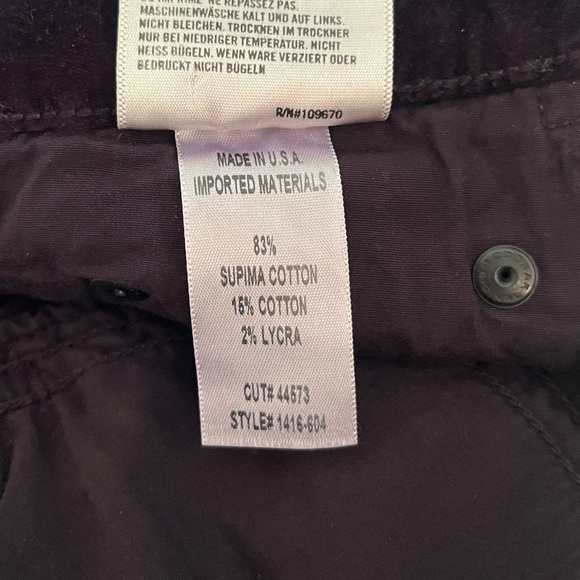 NE REPASSEZ PAS.
MASCHINENWÄSCHE KALT UND AUF LINKS.
NICHT BLEICHEN. TROCKNEN IM TROCKNER
NUR BEI NIEDRIGER TEMPERATUR. NICHT
HEISS BÜGELN, WENN WARE VERZIERT ODER
BEDRUCKT NICHT BÜGELN
R/N#109670
MADE IN U.S.A.
IMPORTED MATERIALS
83%
SUPIMA COTTON
15% COTTON
2% LYCRA
CUT# 44573
STYLE# 1416-604